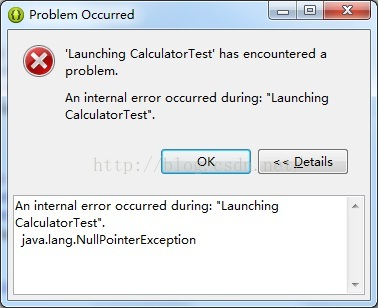 Problem Occurred
'Launching CalculatorTest' has encountered a
problem.
An internal error occurred during: "Launching
CalculatorTest".
http://blog.csdn.net
OK
<< Details
An internal error occurred during: "Launching
CalculatorTest".
java.lang.NullPointerException